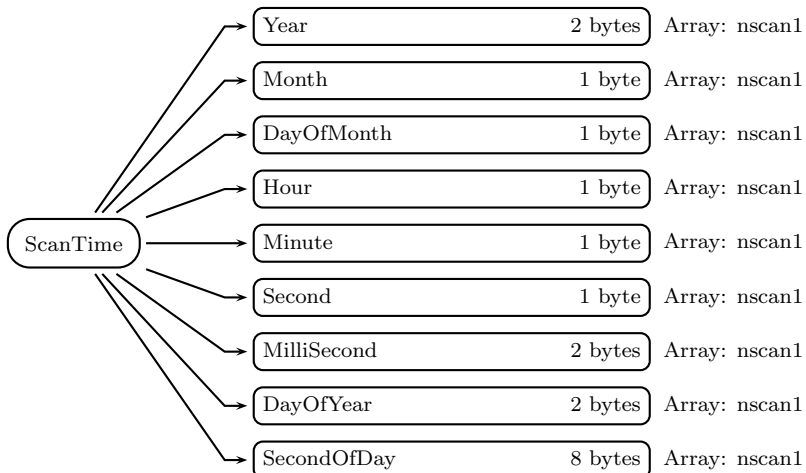 Year 2 bytes Array: nscan1
Month 1 byte Array: nscan1
DayOfMonth 1 byte Array: nscan1
Hour 1 byte Array: nscan1
ScanTime Minute 1 byte Array: nscan1
Second 1 byte Array: nscan1
MilliSecond 2 bytes Array: nscan1
DayOfYear 2 bytes Array: nscan1
SecondOfDay 8 bytes Array: nscan1